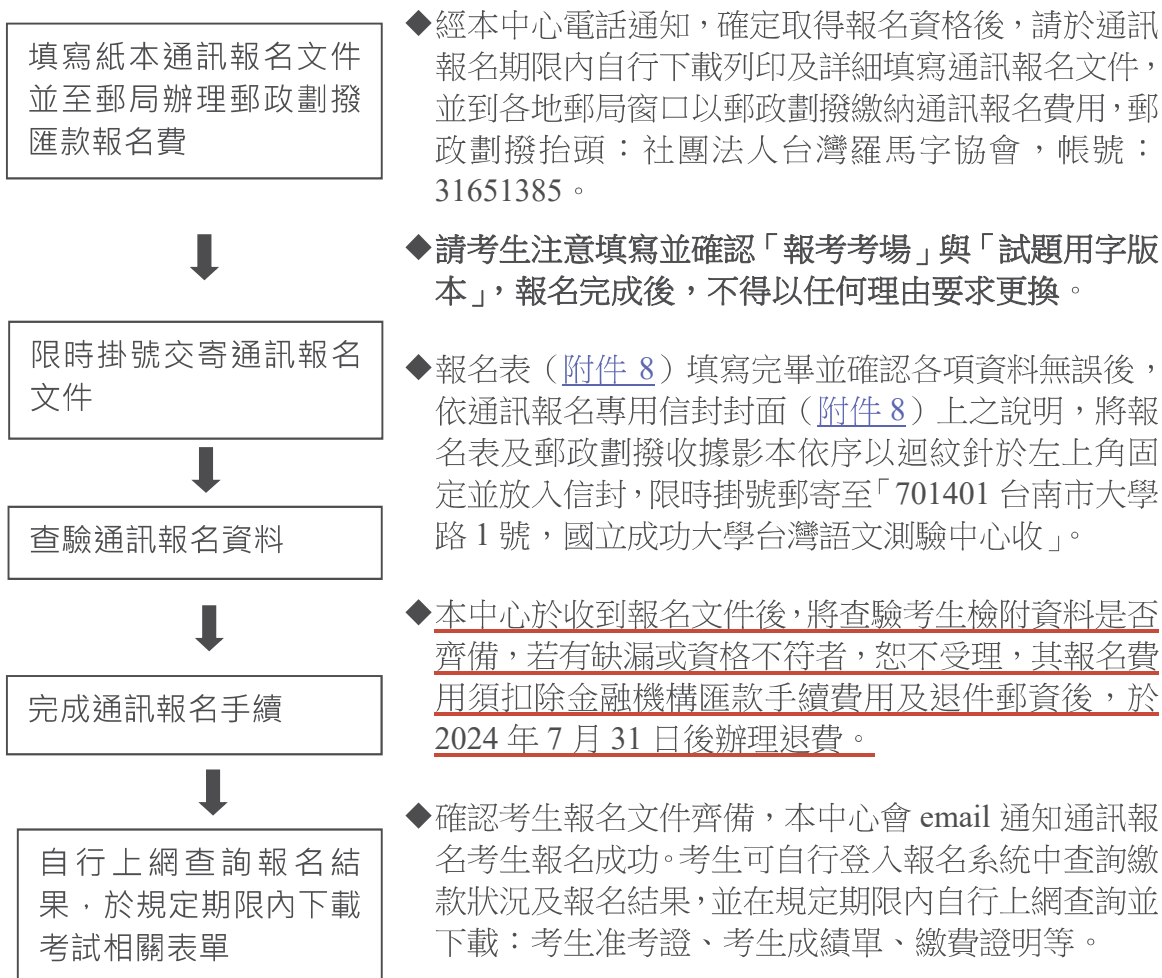 填寫紙本通訊報名文件
並至郵局辦理郵政劃撥
匯款報名費
限時掛號交寄通訊報名
文件
查驗通訊報名資料
完成通訊報名手續
自行上網查詢報名結
果，於規定期限內下載
考試相關表單
◆經本中心電話通知，確定取得報名資格後，請於通訊
報名期限內自行下載列印及詳細填寫通訊報名文件，
並到各地郵局窗口以郵政劃撥繳納通訊報名費用，郵
政劃撥抬頭：社團法人台灣羅馬字協會，帳號：
31651385。
◆請考生注意填寫並確認「報考考場」與「試題用字版
本」，報名完成後，不得以任何理由要求更換。
◆報名表（附件 8）填寫完畢並確認各項資料無誤後，
依通訊報名專用信封封面（附件 8）上之說明，將報
名表及郵政劃撥收據影本依序以迴紋針於左上角固
定並放入信封，限時掛號郵寄至「701401 台南市大學
路 1 號，國立成功大學台灣語文測驗中心收」。
◆本中心於收到報名文件後，將查驗考生檢附資料是否
齊備，若有缺漏或資格不符者，恕不受理，其報名費
用須扣除金融機構匯款手續費用及退件郵資後，於
2024 年 7 月 31 日後辦理退費。
◆確認考生報名文件齊備，本中心會 email 通知通訊報
名考生報名成功。考生可自行登入報名系統中查詢繳
款狀況及報名結果，並在規定期限內自行上網查詢並
下載：考生准考證、考生成績單、繳費證明等。